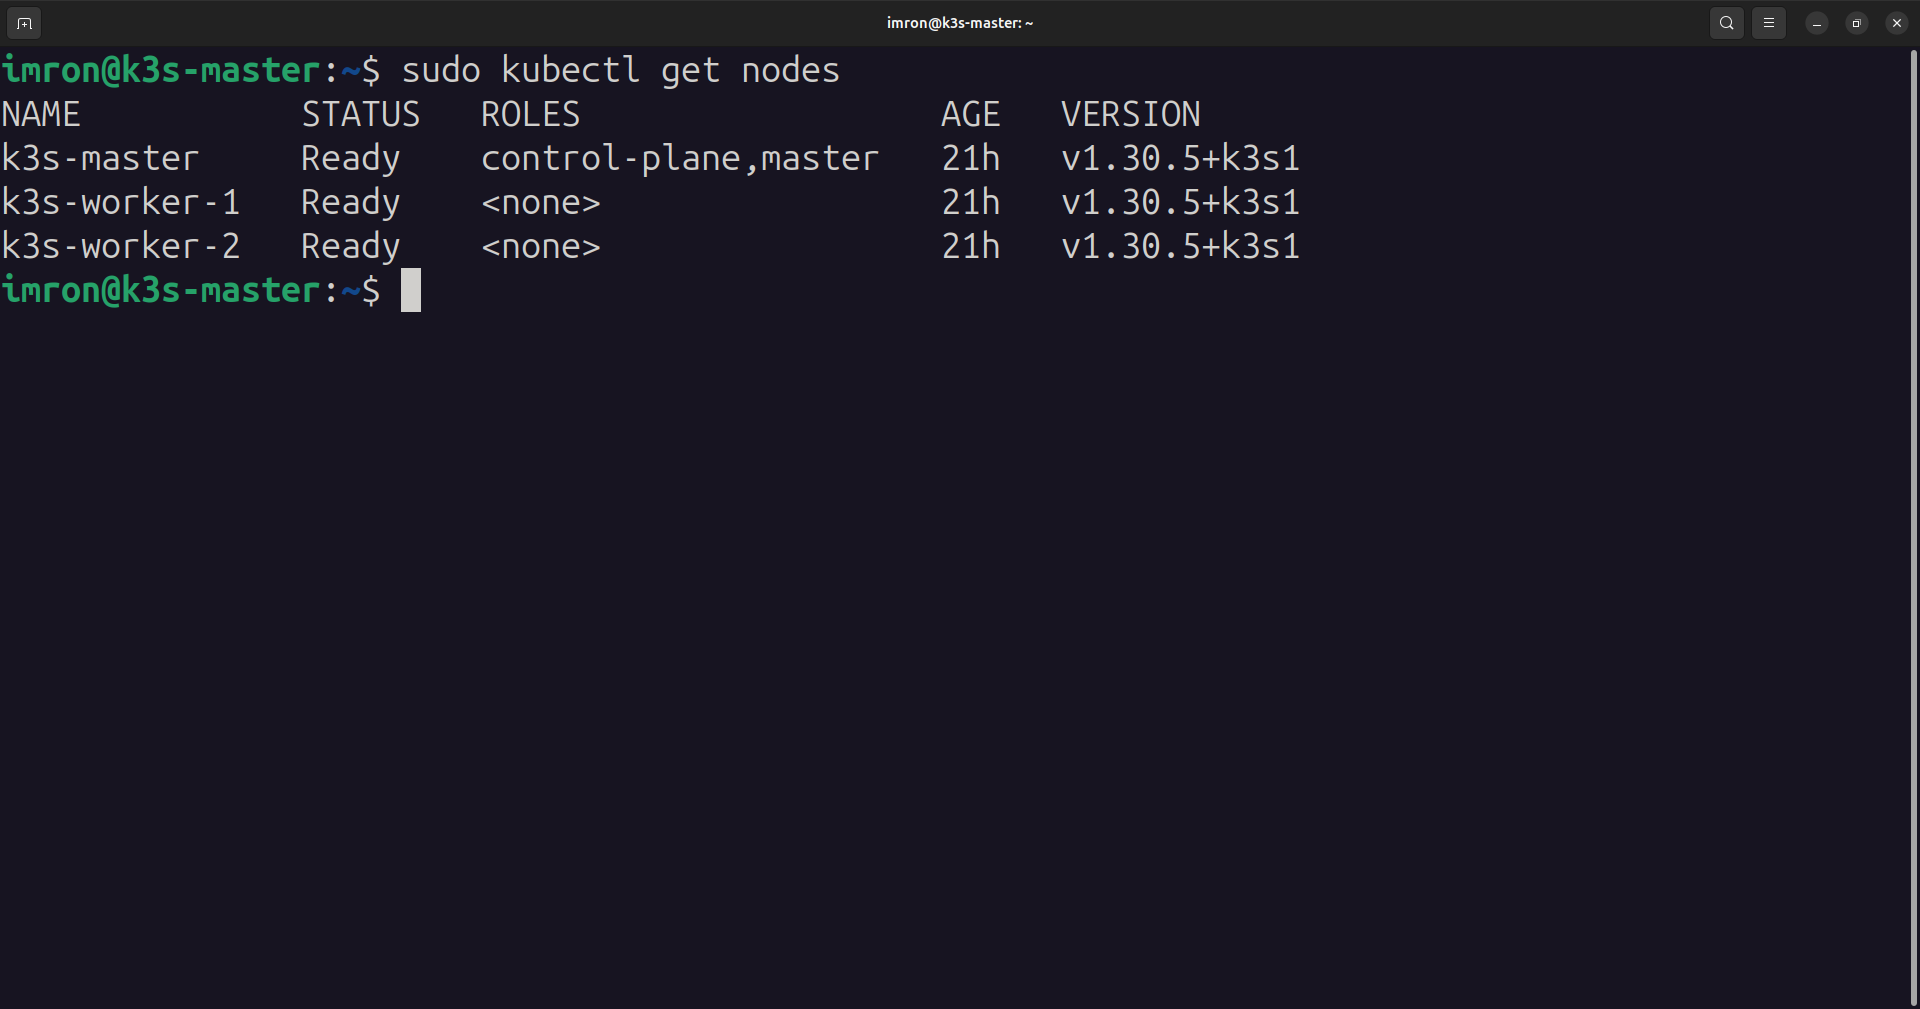 imron@k3s-master: ~
imron@k3s-master:~$ sudo kubectl get nodes
NAME           STATUS   ROLES                  AGE   VERSION
k3s-master     Ready    control-plane,master   21h   v1.30.5+k3s1
k3s-worker-1   Ready    <none>                 21h   v1.30.5+k3s1
k3s-worker-2   Ready    <none>                 21h   v1.30.5+k3s1
imron@k3s-master:~$